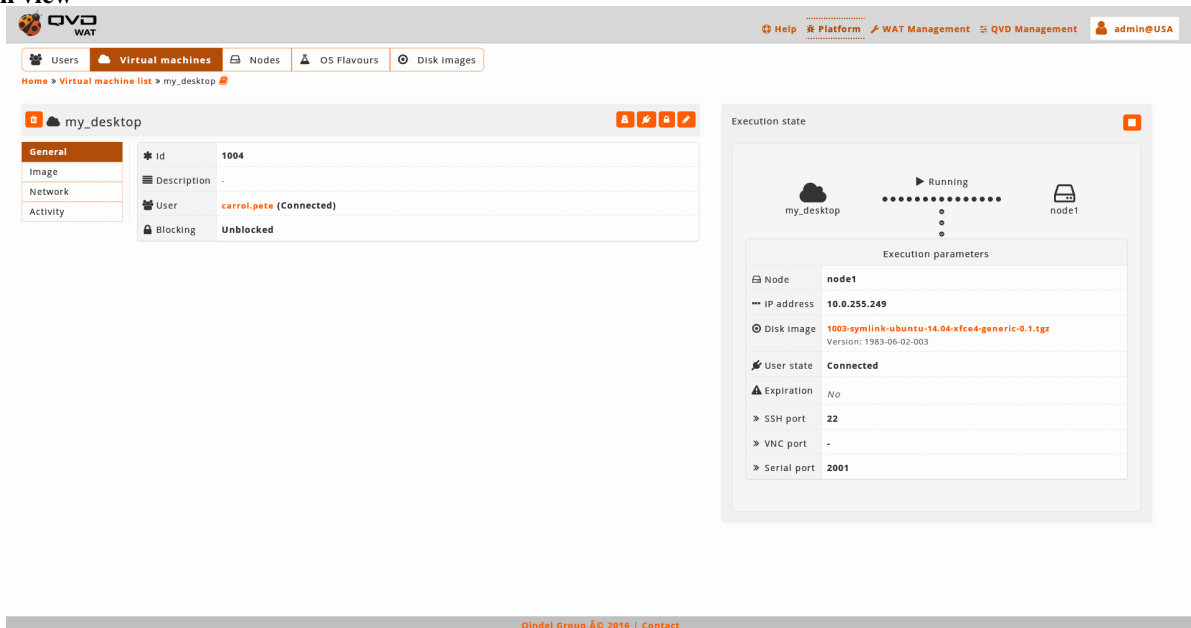 QVD
WAT
Help Platform WAT Management QVD Management admin@USA
Users Virtual machines Nodes OS Flavours Disk images
Home » Virtual machine list » my_desktop
my_desktop
Execution state
General
Image
Network
Activity
Id 1004
Description -
User carrol.pete (Connected)
Blocking Unblocked
Running
my_desktop node1
Execution parameters
Node node1
IP address 10.0.255.249
Disk image 1003-symlink-ubuntu-14.04-xfce4-generic-0.1.tgz
Version: 1983-06-02-003
User state Connected
Expiration No
SSH port 22
VNC port -
Serial port 2001
Qindel Group Â© 2016 | Contact